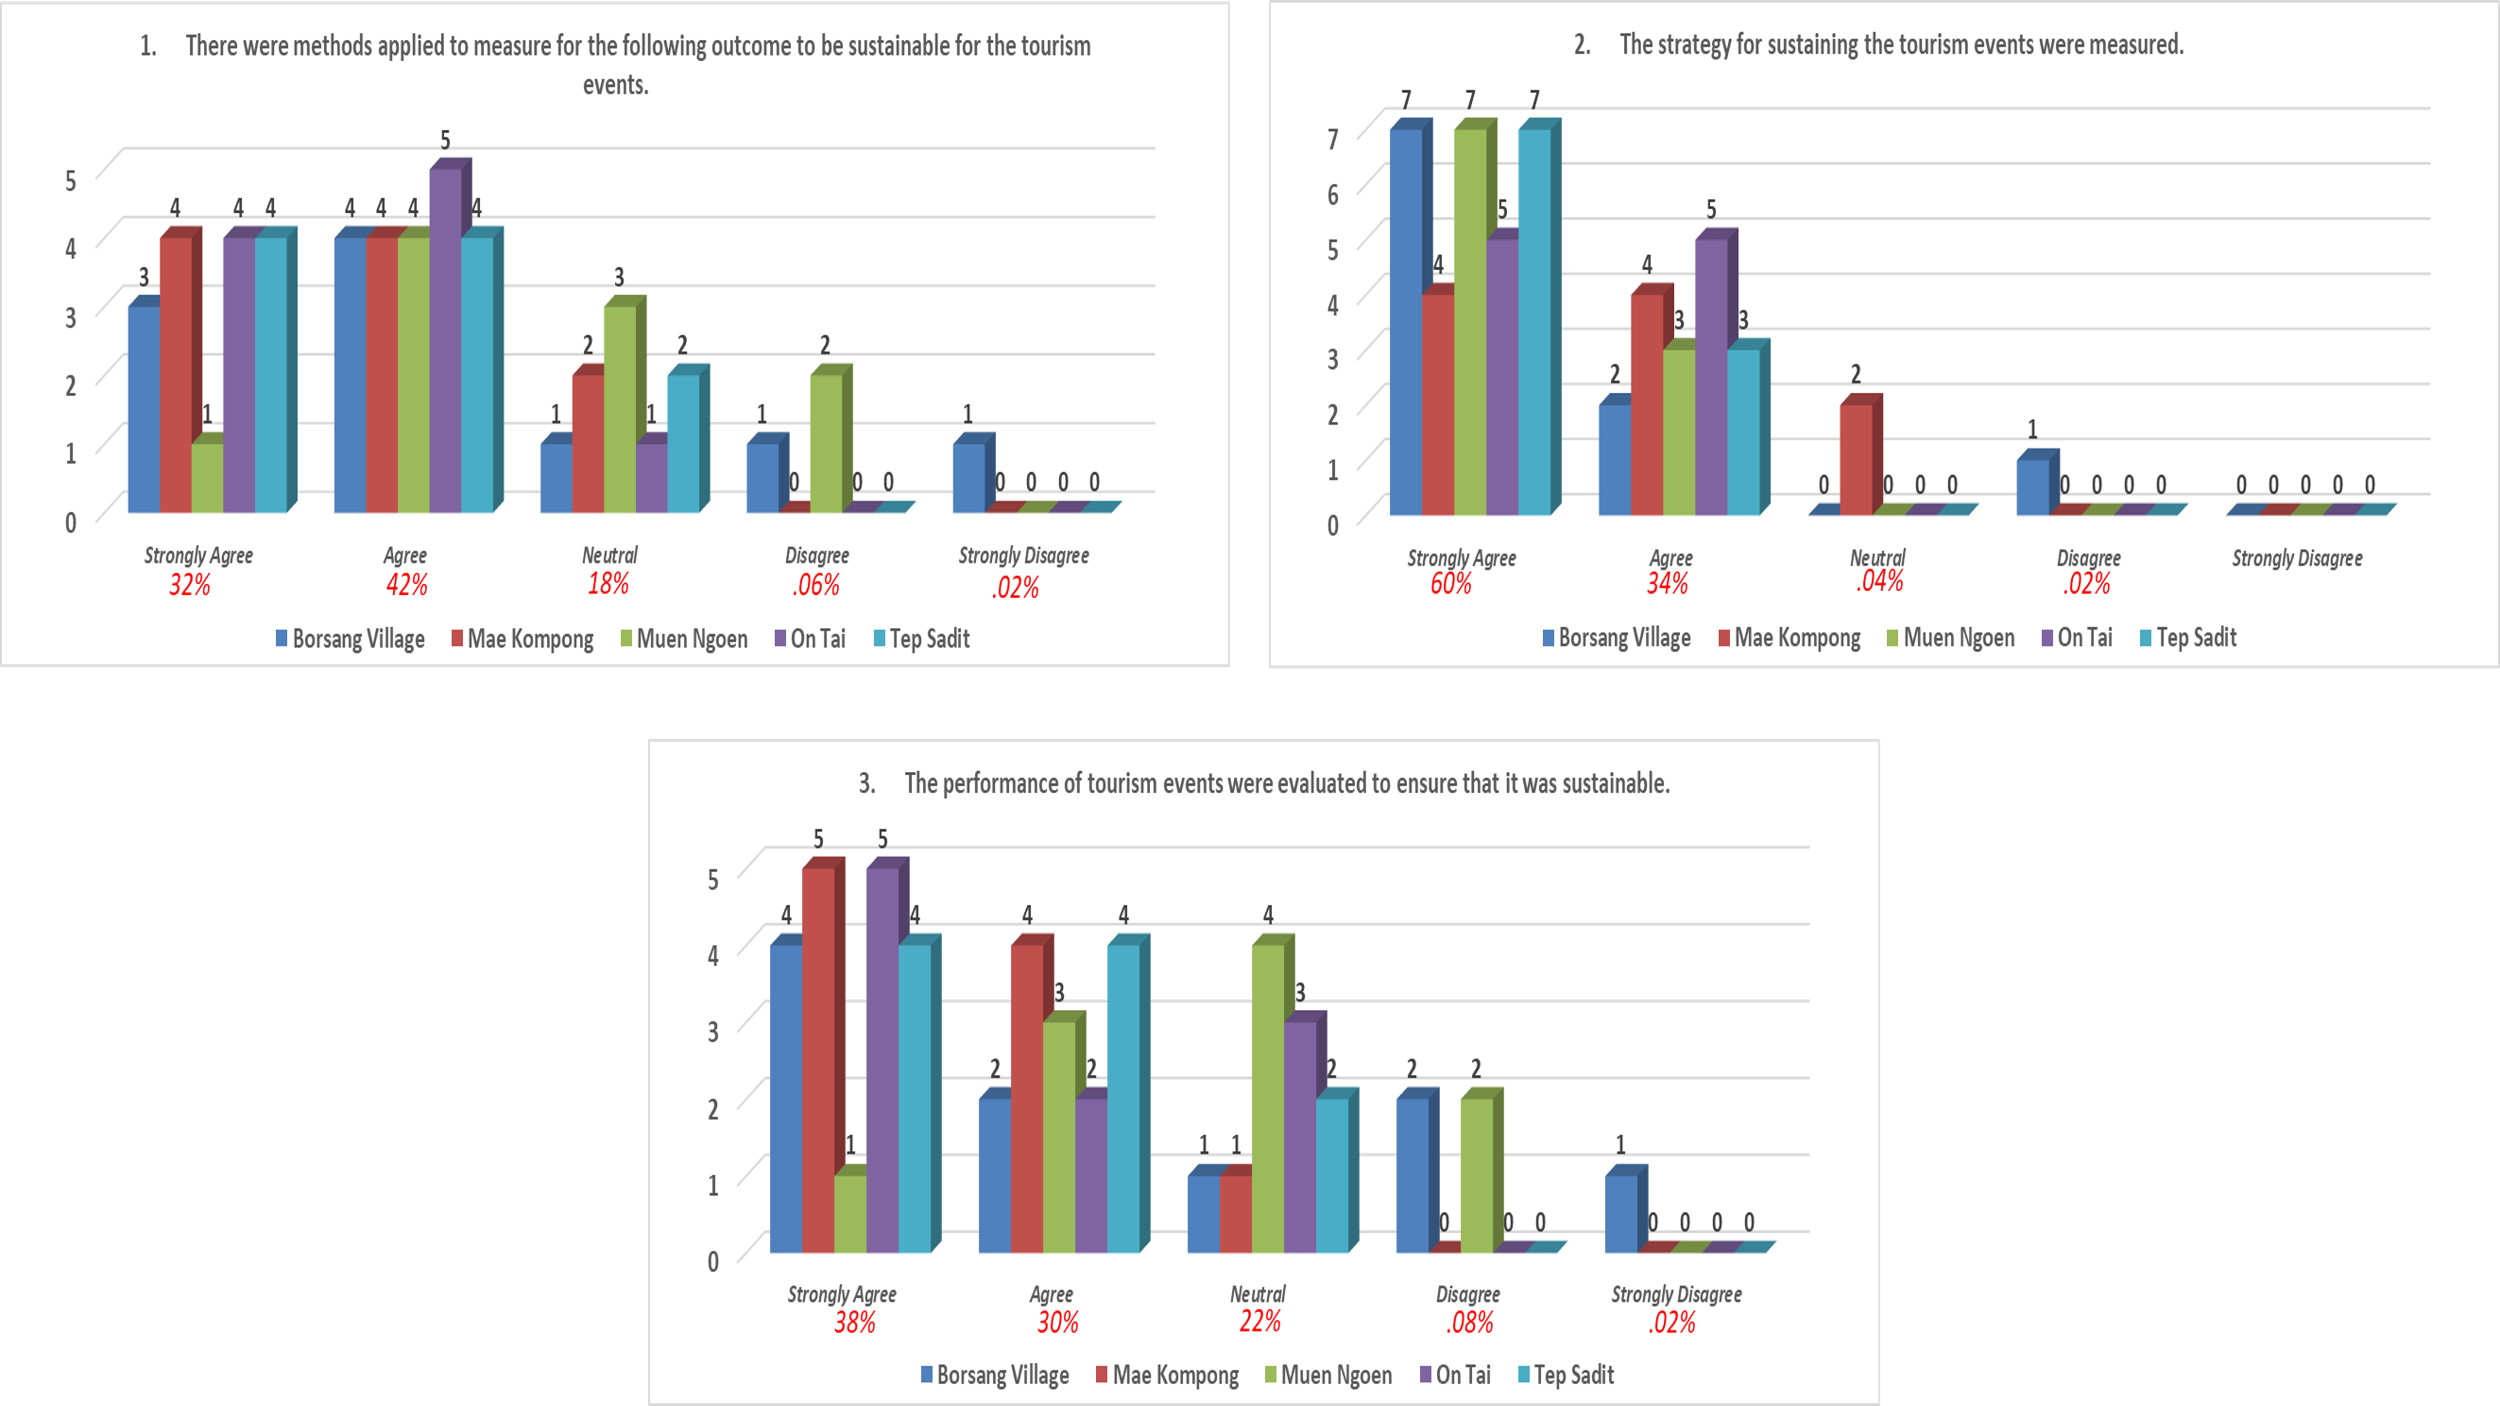 1. There were methods applied to measure for the following outcome to be sustainable for the tourism
events.
5
4 4 4 4 4 4 4
3 3
2 2 2
1 1 1 1 1
0 0 0 0 0 0 0
5
4
3
2
1
0
Strongly Agree Agree Neutral Disagree Strongly Disagree
32% 42% 18% .06% .02%
Borsang Village Mae Kompong Muen Ngoen On Tai Tep Sadit
2. The strategy for sustaining the tourism events were measured.
7 7 7
5 5
4 4
3 3
2 2
1
0 0 0 0 0 0 0 0 0 0 0 0 0
7
6
5
4
3
2
1
0
Strongly Agree Agree Neutral Disagree Strongly Disagree
60% 34% .04% .02%
Borsang Village Mae Kompong Muen Ngoen On Tai Tep Sadit
3. The performance of tourism events were evaluated to ensure that it was sustainable.
5 5
4 4 4 4 4
3 3
2 2 2 2 2
1 1 1 1
0 0 0 0 0 0 0
5
4
3
2
1
0
Strongly Agree Agree Neutral Disagree Strongly Disagree
38% 30% 22% .08% .02%
Borsang Village Mae Kompong Muen Ngoen On Tai Tep Sadit